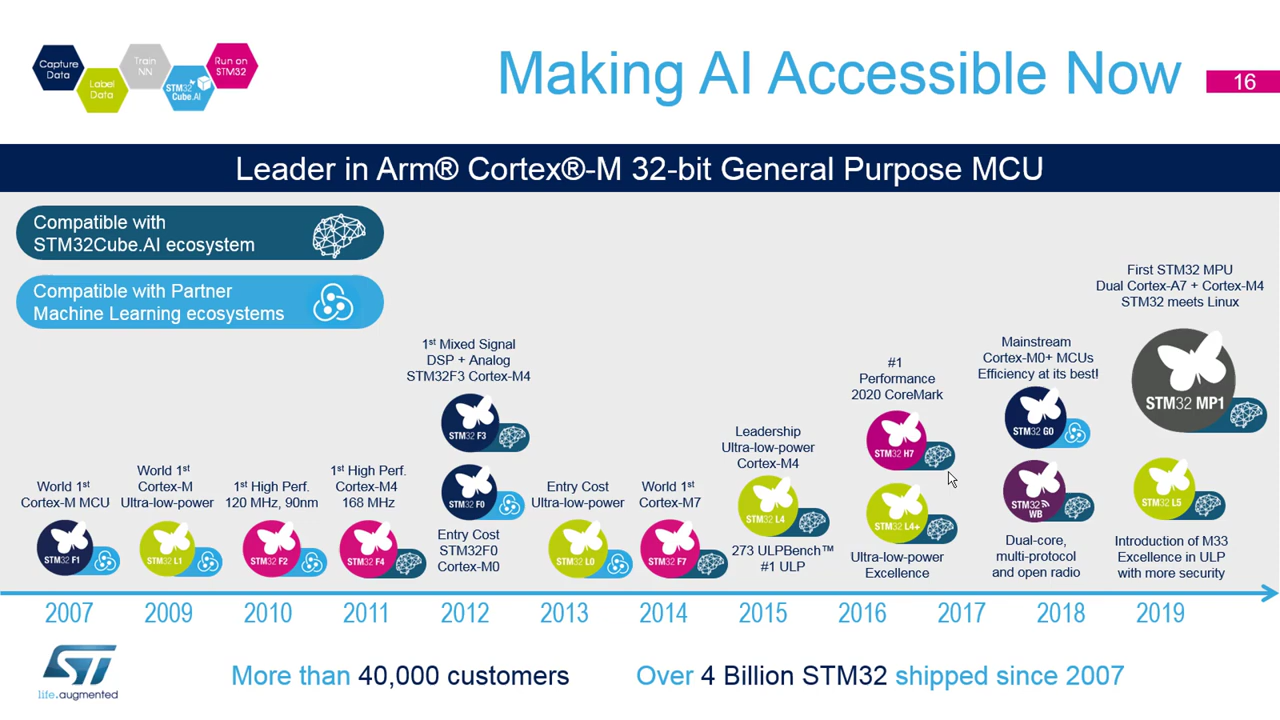 Capture
Data
Label
Data
Train
NN
STM32
Cube.AI
Run on
STM32
Making AI Accessible Now
16
Leader in Arm® Cortex®-M 32-bit General Purpose MCU
Compatible with
STM32Cube.AI ecosystem
Compatible with Partner
Machine Learning ecosystems
World 1st
Cortex-M MCU
STM32 F1
World 1st
Cortex-M
Ultra-low-power
STM32 L1
1st High Perf.
120 MHz, 90nm
STM32 F2
1st High Perf.
Cortex-M4
168 MHz
STM32 F4
1st Mixed Signal
DSP + Analog
STM32F3 Cortex-M4
STM32 F3
STM32 F0
Entry Cost
STM32F0
Cortex-M0
Entry Cost
Ultra-low-power
STM32 L0
World 1st
Cortex-M7
STM32 F7
Leadership
Ultra-low-power
Cortex-M4
STM32 L4
273 ULPBench™
#1 ULP
#1
Performance
2020 CoreMark
STM32 H7
STM32 L4+
Ultra-low-power
Excellence
Mainstream
Cortex-M0+ MCUs
Efficiency at its best!
STM32 G0
STM32
WB
Dual-core,
multi-protocol
and open radio
First STM32 MPU
Dual Cortex-A7 + Cortex-M4
STM32 meets Linux
STM32 MP1
STM32 L5
Introduction of M33
Excellence in ULP
with more security
2007 2009 2010 2011 2012 2013 2014 2015 2016 2017 2018 2019
ST
life.augmented
More than 40,000 customers
Over 4 Billion STM32 shipped since 2007